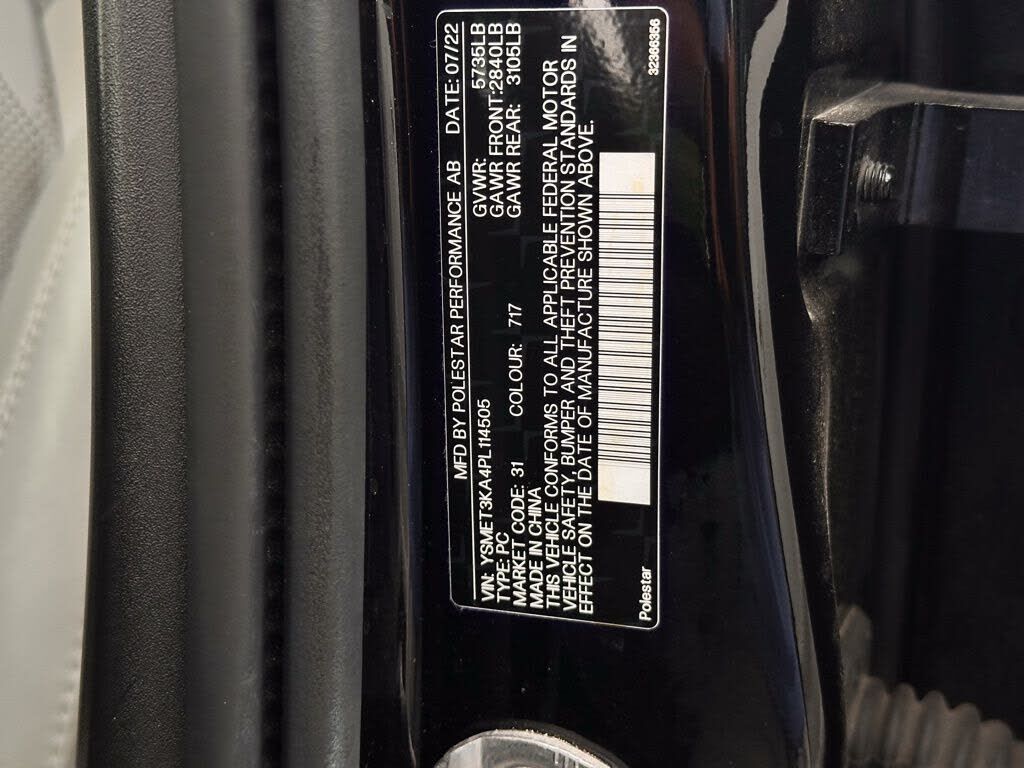 MFD BY POLESTAR PERFORMANCE AB DATE: 07/22
VIN: YSMET3KA4PL114505 GVWR: 5735LB
TYPE: PC GAWR FRONT:2840LB
MARKET CODE: 31 COLOUR: 717 GAWR REAR: 3105LB
MADE IN CHINA
THIS VEHICLE CONFORMS TO ALL APPLICABLE FEDERAL MOTOR
VEHICLE SAFETY, BUMPER AND THEFT PREVENTION STANDARDS IN
EFFECT ON THE DATE OF MANUFACTURE SHOWN ABOVE.
Polestar 32366356